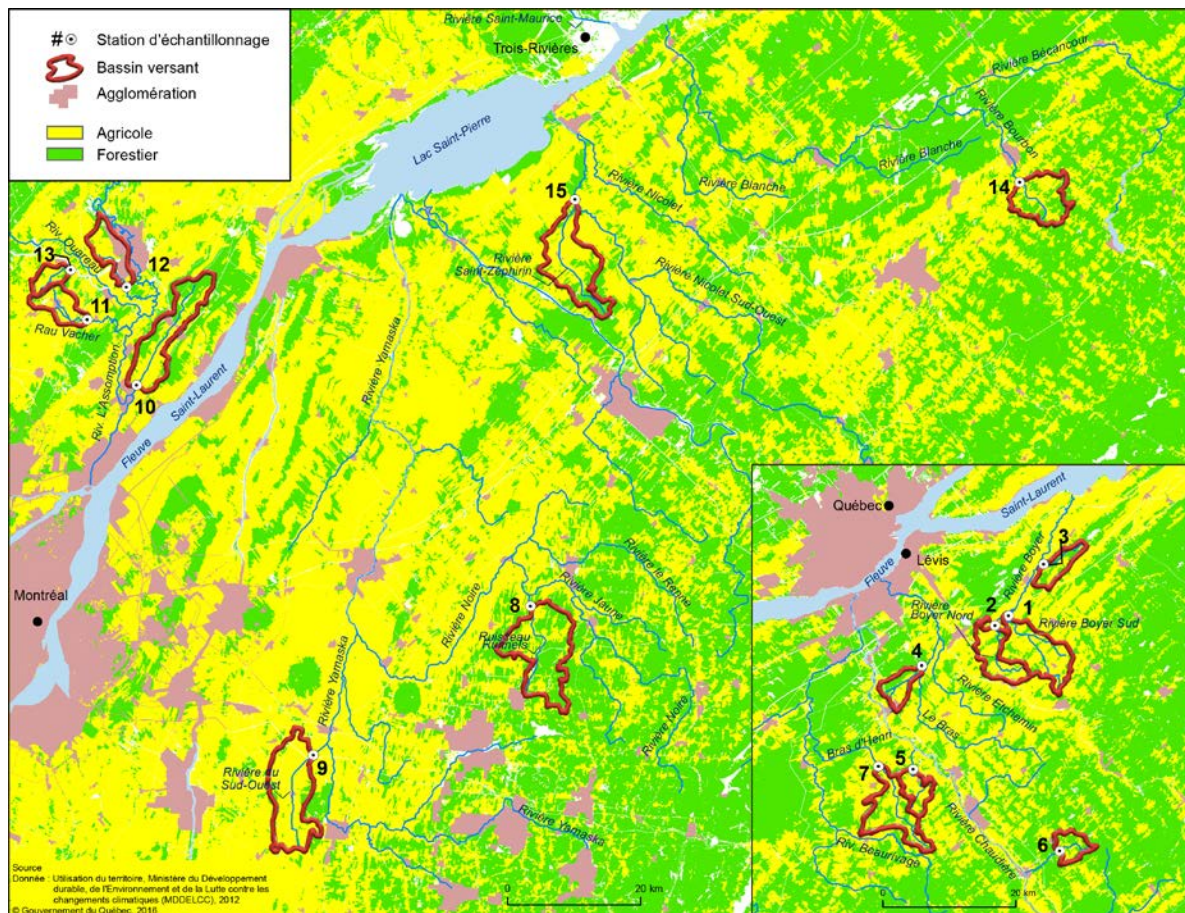 #
Station d'échantillonnage
Bassin versant
Agglomération
Agricole
Forestier
Rivière Saint-Maurice
Trois-Rivières
Lac Saint-Pierre
Rivière Bécancour
Rivière Bourbon
Rivière Blanche
Rivière Blanche
14
15
Rivière Nicolet
Rivière
Saint-Zéphirin
Rivière Nicolet Sud-Ouest
Riv. Ouareau
13
12
11
Rau Vacher
Riv. L'Assomption
10
Fleuve
Saint-Laurent
Rivière Yamaska
Montréal
Rivière Noire
8
Rivière Jaune
Rivière le Renne
Ruisseau
Runnels
Rivière Yamaska
Rivière Noire
9
Rivière du
Sud-Ouest
Rivière Yamaska
Québec
Saint-Laurent
Lévis
Fleuve
3
Rivière Boyer
Rivière
Boyer Nord
2
1
Rivière Boyer Sud
4
Rivière Etchemin
Le Bras
Bras d'Henri
7
5
Rivière Chaudière
6
Riv. Beaurivage
0
20 km
0
20 km
Source
Donnée : Utilisation du territoire, Ministère du Développement
durable, de l'Environnement et de la Lutte contre les
changements climatiques (MDDELCC), 2012
© Gouvernement du Québec, 2016